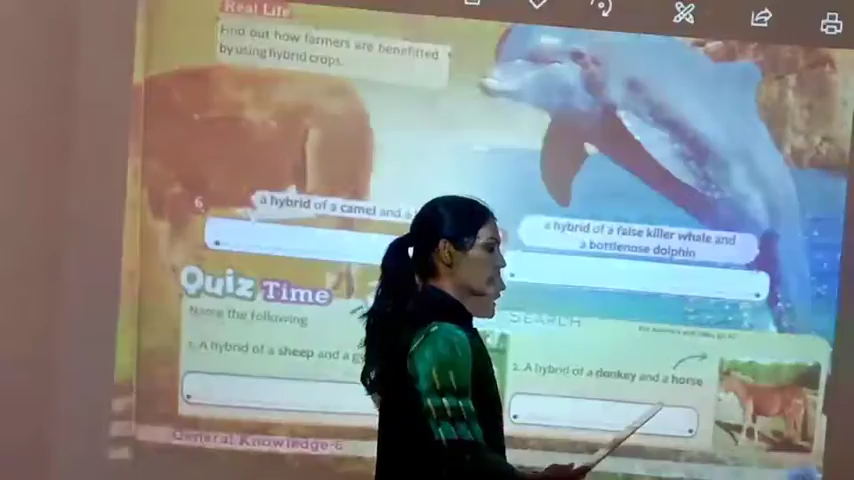 Real Life
Find out how farmers are benefitted
by using hybrid crops.
6.
a hybrid of a camel and a
a hybrid of a false killer whale and
a bottlenose dolphin
Quiz Time
Name the following
SEARCH
1. A hybrid of a sheep and a
2. A hybrid of a donkey and a horse
General Knowledge-6